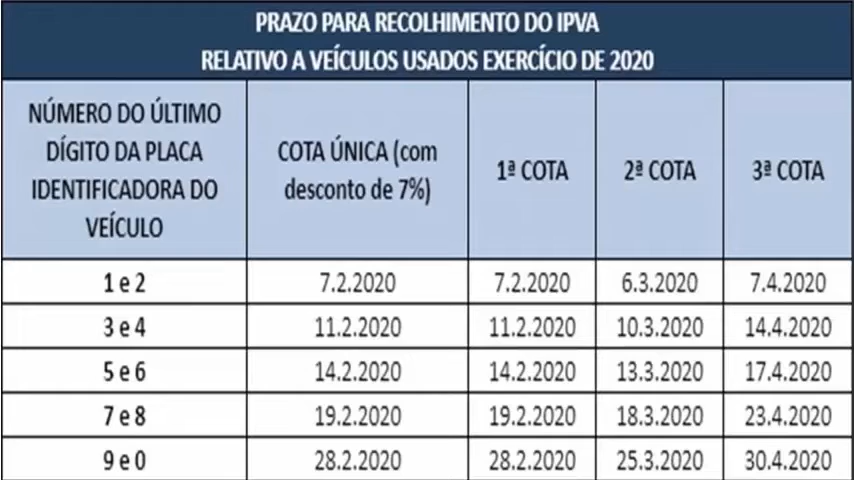 PRAZO PARA RECOLHIMENTO DO IPVA
RELATIVO A VEÍCULOS USADOS EXERCÍCIO DE 2020
NÚMERO DO ÚLTIMO
DÍGITO DA PLACA
IDENTIFICADORA DO
VEÍCULO
COTA ÚNICA (com
desconto de 7%)
1ª COTA
2ª COTA
3ª COTA
1 e 2 7.2.2020 7.2.2020 6.3.2020 7.4.2020
3 e 4 11.2.2020 11.2.2020 10.3.2020 14.4.2020
5 e 6 14.2.2020 14.2.2020 13.3.2020 17.4.2020
7 e 8 19.2.2020 19.2.2020 18.3.2020 23.4.2020
9 e 0 28.2.2020 28.2.2020 25.3.2020 30.4.2020